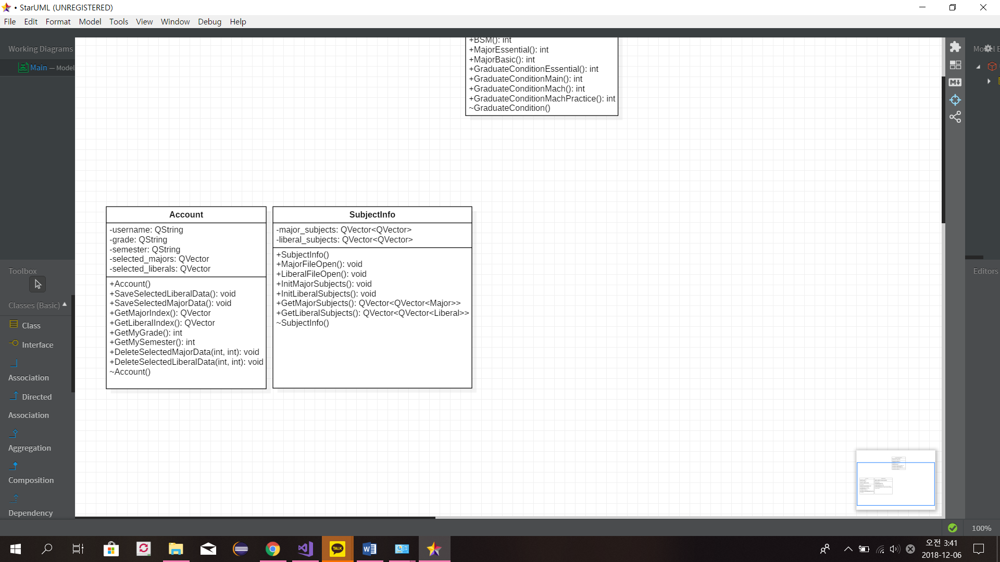 • StarUML (UNREGISTERED)
File Edit Format Model Tools View Window Debug Help
Working Diagrams
Main — Model
Toolbox
Classes (Basic)
Class
Interface
Association
Directed
Association
Aggregation
Composition
Dependency
+BSM(): int
+MajorEssential(): int
+MajorBasic(): int
+GraduateConditionEssential(): int
+GraduateConditionMain(): int
+GraduateConditionMach(): int
+GraduateConditionMachPractice(): int
~GraduateCondition()
Account
-username: QString
-grade: QString
-semester: QString
-selected_majors: QVector
-selected_liberals: QVector
+Account()
+SaveSelectedLiberalData(): void
+SaveSelectedMajorData(): void
+GetMajorIndex(): QVector
+GetLiberalIndex(): QVector
+GetMyGrade(): int
+GetMySemester(): int
+DeleteSelectedMajorData(int, int): void
+DeleteSelectedLiberalData(int, int): void
~Account()
SubjectInfo
-major_subjects: QVector<QVector>
-liberal_subjects: QVector<QVector>
+SubjectInfo()
+MajorFileOpen(): void
+LiberalFileOpen(): void
+InitMajorSubjects(): void
+InitLiberalSubjects(): void
+GetMajorSubjects(): QVector<QVector<Major>>
+GetLiberalSubjects(): QVector<QVector<Liberal>>
~SubjectInfo()
M
Editors
100%
TALK
오전 3:41
2018-12-06